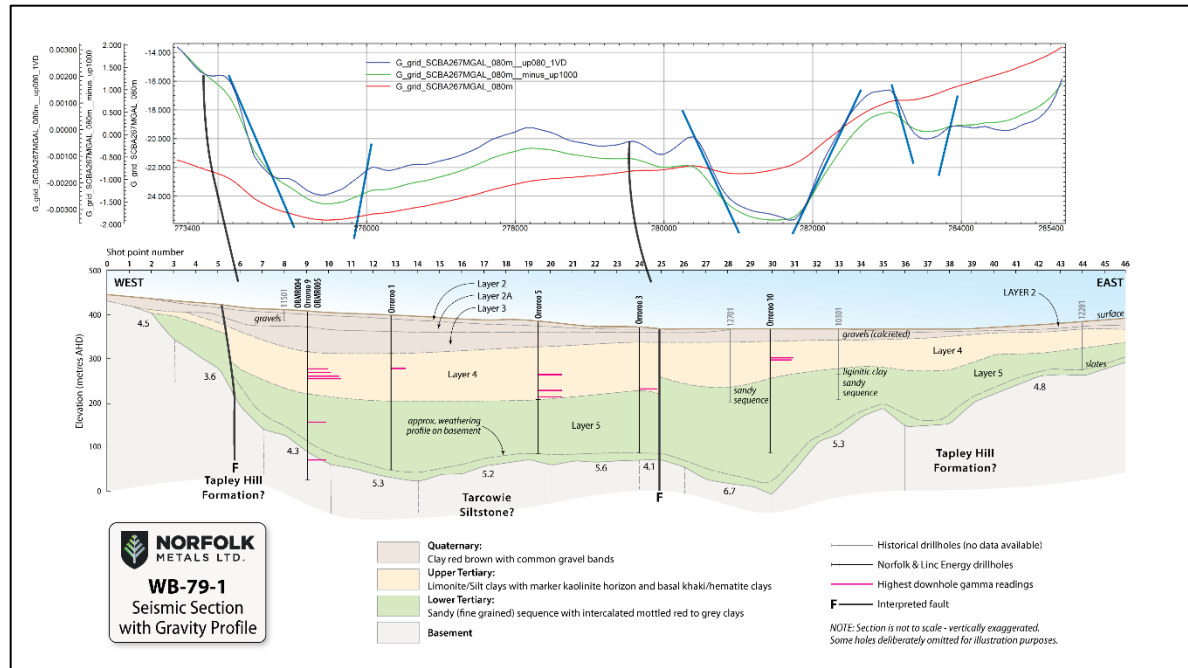 G_grid_SCBA267MGAL_080m__up080_1VD
0.00300
0.00200
0.00100
0.00000
-0.00100
-0.00200
-0.00300
G_grid_SCBA267MGAL_080m__minus_up1000
2.000
1.500
1.000
0.500
0.000
-0.500
-1.000
-1.500
-2.000
G_grid_SCBA267MGAL_080m
-14.000
-18.000
-20.000
-22.000
-24.000
G_grid_SCBA267MGAL_080m__up080_1VD
G_grid_SCBA267MGAL_080m__minus_up1000
G_grid_SCBA267MGAL_080m
273400 276000 278000 280000 282000 284000 285400
Shot point number
0 1 2 3 4 5 6 7 8 9 10 11 12 13 14 15 16 17 18 19 20 21 22 23 24 25 26 27 28 29 30 31 32 33 34 35 36 37 38 39 40 41 42 43 44 45 46
WEST
EAST
Elevation (metres AHD)
500
400
300
200
100
0
11501
ORMR004
Orroroo 9
ORMR005
Orroroo 1
Orroroo 5
Orroroo 3
12701
Orroroo 10
10301
12201
Layer 2
Layer 2A
Layer 3
LAYER 2
surface
gravels
gravels (calcreted)
Layer 4
Layer 4
Layer 5
Layer 5
sandy
sequence
liginitic clay
sandy
sequence
slates
approx. weathering
profile on basement
4.5
3.6
4.3
5.3
5.2
5.6
4.1
6.7
5.3
4.8
F
Tapley Hill
Formation?
Tarcowie
Siltstone?
F
Tapley Hill
Formation?
NORFOLK
METALS LTD.
WB-79-1
Seismic Section
with Gravity Profile
Quaternary:
Clay red brown with common gravel bands
Upper Tertiary:
Limonite/Silt clays with marker kaolinite horizon and basal khaki/hematite clays
Lower Tertiary:
Sandy (fine grained) sequence with intercalated mottled red to grey clays
Basement
Historical drillholes (no data available)
Norfolk & Linc Energy drillholes
Highest downhole gamma readings
F Interpreted fault
NOTE: Section is not to scale - vertically exaggerated.
Some holes deliberately omitted for illustration purposes.